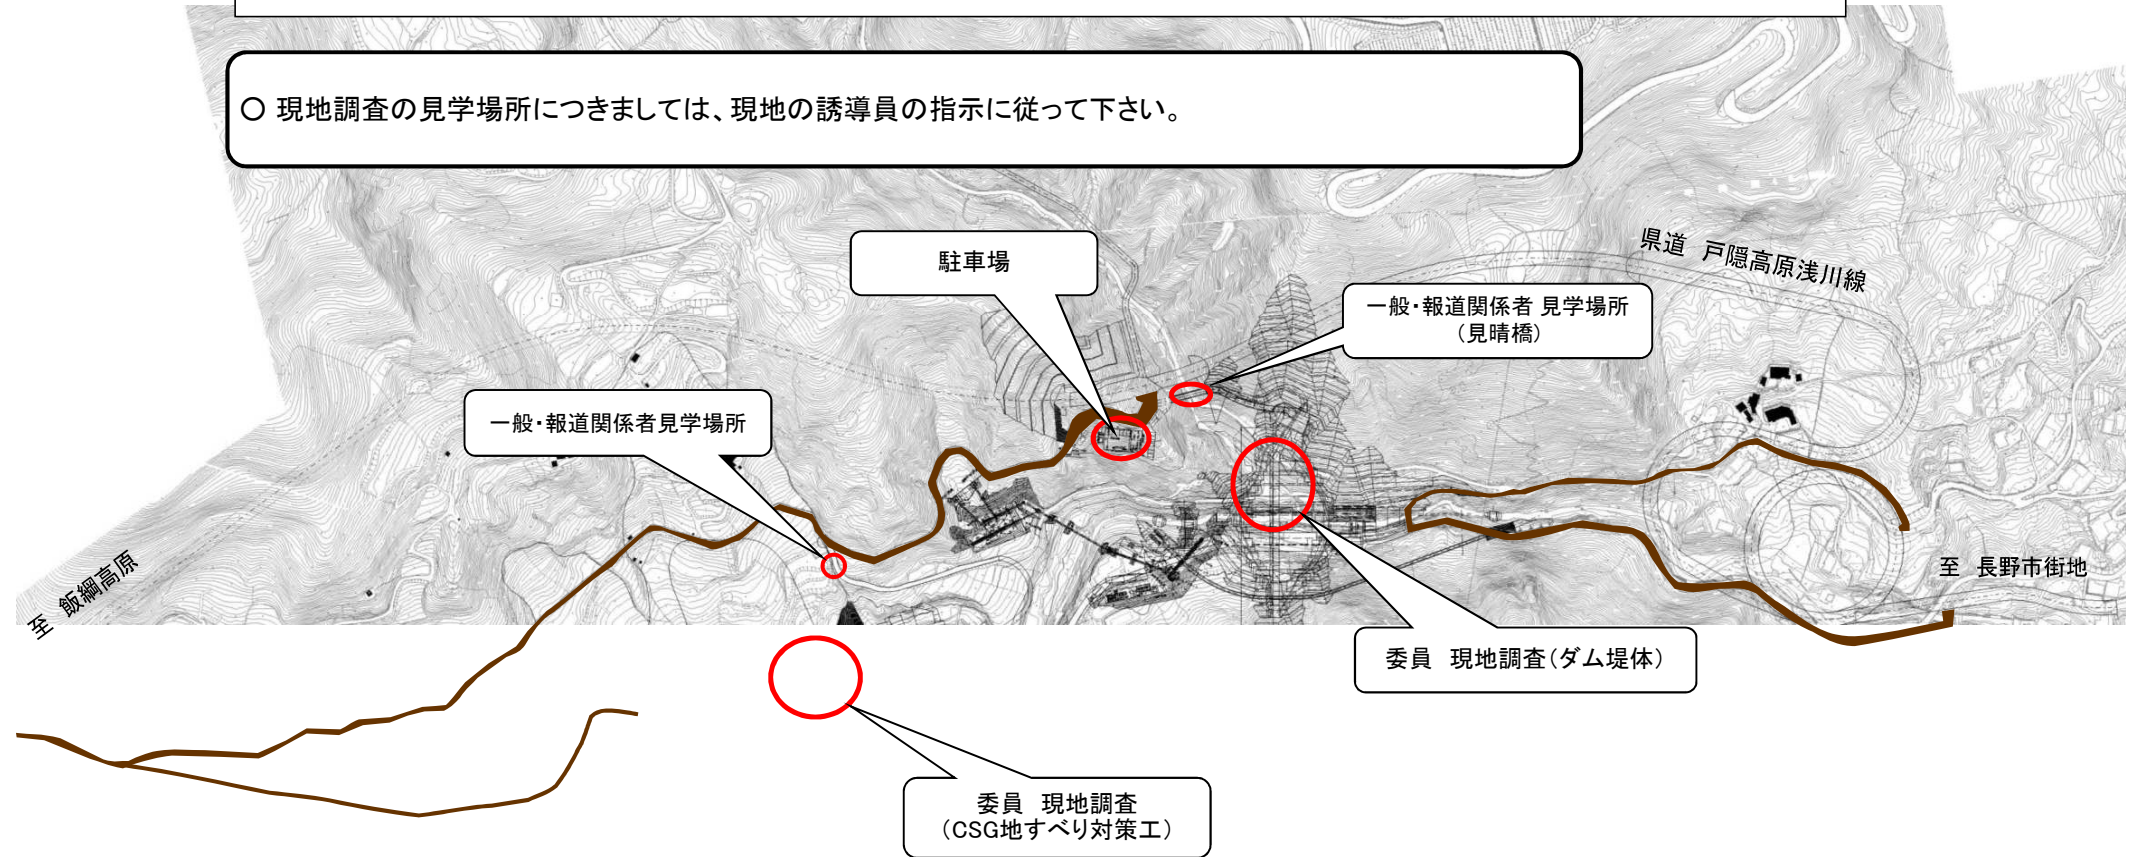 ○ 現地調査の見学場所につきましては、現地の誘導員の指示に従って下さい。
県道 戸隠高原浅川線
駐車場
一般・報道関係者 見学場所
(見晴橋)
一般・報道関係者見学場所
至 飯綱高原
至 長野市街地
委員 現地調査(ダム堤体)
委員 現地調査
(CSG地すべり対策工)